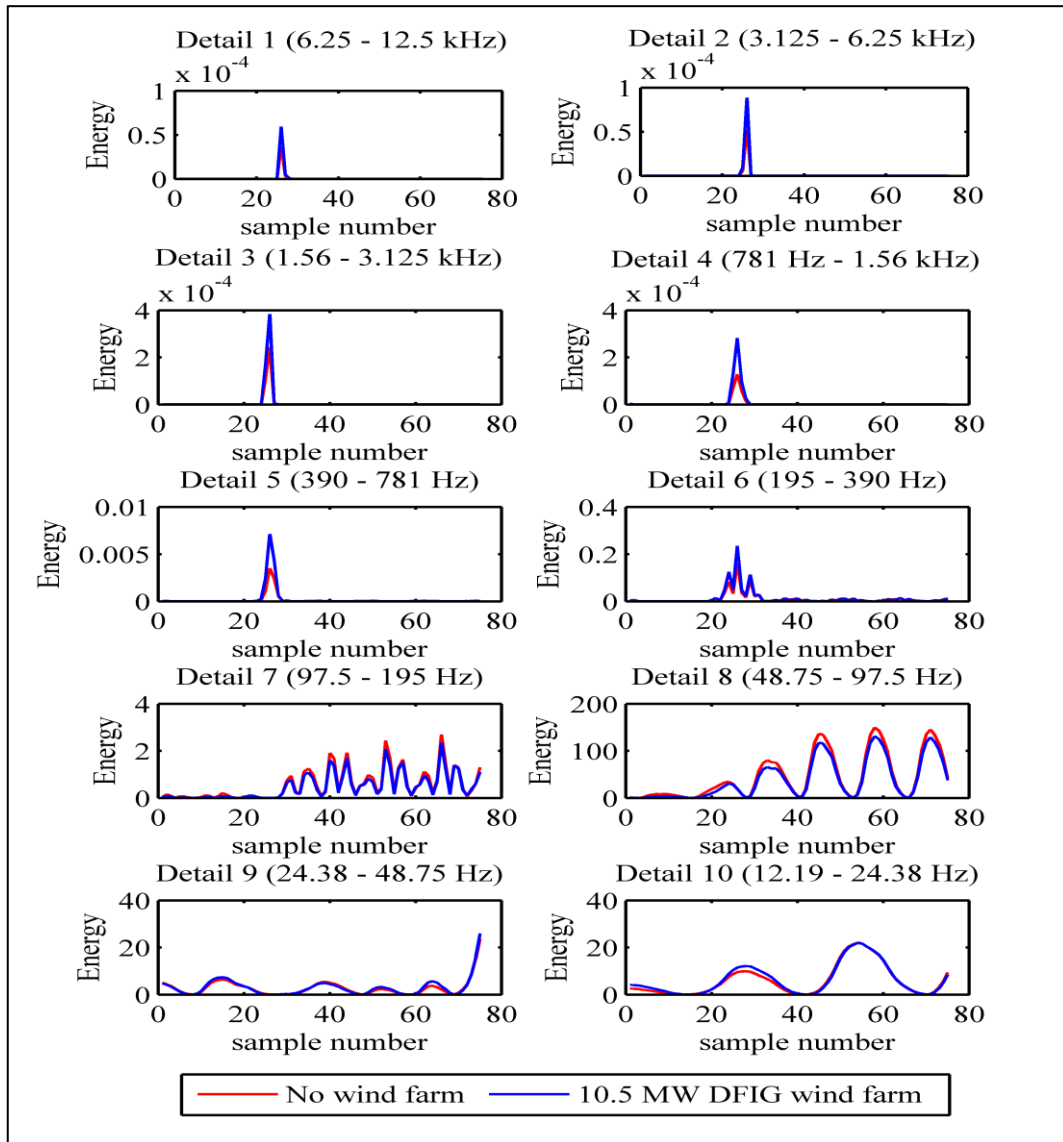 Detail 1 (6.25 - 12.5 kHz)
x 10-4
Energy
1
0.5
0
0 20 40 60 80
sample number
Detail 2 (3.125 - 6.25 kHz)
x 10-4
Energy
1
0.5
0
0 20 40 60 80
sample number
Detail 3 (1.56 - 3.125 kHz)
x 10-4
Energy
4
2
0
0 20 40 60 80
sample number
Detail 4 (781 Hz - 1.56 kHz)
x 10-4
Energy
4
2
0
0 20 40 60 80
sample number
Detail 5 (390 - 781 Hz)
Energy
0.01
0.005
0
0 20 40 60 80
sample number
Detail 6 (195 - 390 Hz)
Energy
0.4
0.2
0
0 20 40 60 80
sample number
Detail 7 (97.5 - 195 Hz)
Energy
4
2
0
0 20 40 60 80
sample number
Detail 8 (48.75 - 97.5 Hz)
Energy
200
100
0
0 20 40 60 80
sample number
Detail 9 (24.38 - 48.75 Hz)
Energy
40
20
0
0 20 40 60 80
sample number
Detail 10 (12.19 - 24.38 Hz)
Energy
40
20
0
0 20 40 60 80
sample number
No wind farm
10.5 MW DFIG wind farm